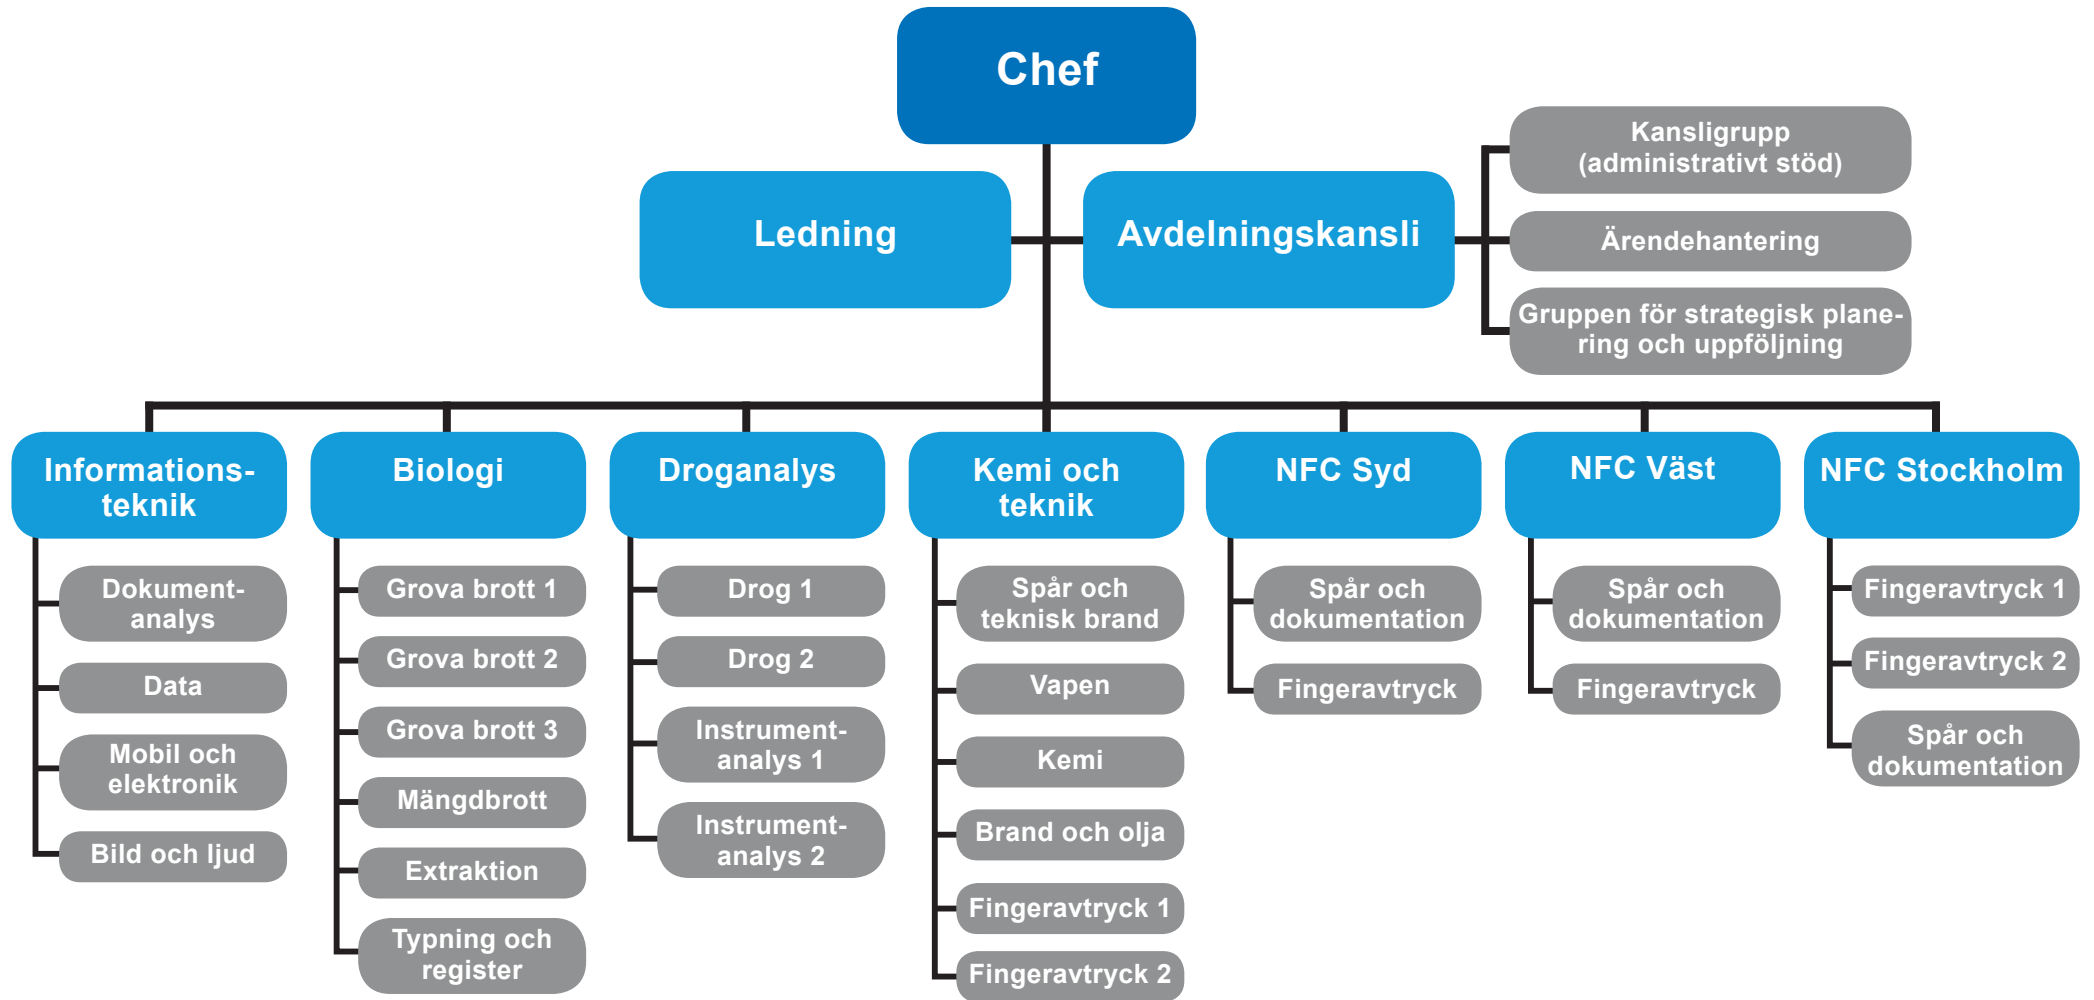 Chef
Ledning
Avdelningskansli
Kansligrupp
(administrativt stöd)
Ärendehantering
Gruppen för strategisk plane-
ring och uppföljning
Informations-
teknik
Dokument-
analys
Data
Mobil och
elektronik
Bild och ljud
Biologi
Grova brott 1
Grova brott 2
Grova brott 3
Mängdbrott
Extraktion
Typning och
register
Droganalys
Drog 1
Drog 2
Instrument-
analys 1
Instrument-
analys 2
Kemi och
teknik
Spår och
teknisk brand
Vapen
Kemi
Brand och olja
Fingeravtryck 1
Fingeravtryck 2
NFC Syd
Spår och
dokumentation
Fingeravtryck
NFC Väst
Spår och
dokumentation
Fingeravtryck
NFC Stockholm
Fingeravtryck 1
Fingeravtryck 2
Spår och
dokumentation